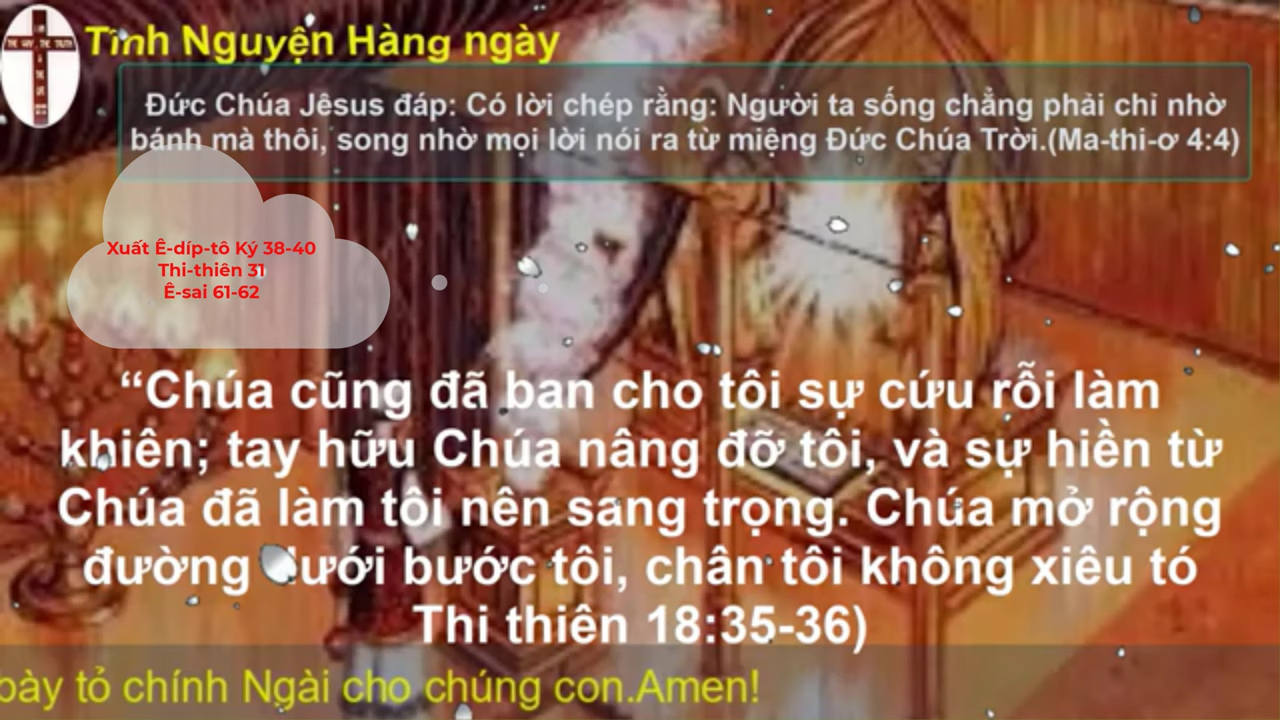 THE WAY, THE TRUTH
Tĩnh Nguyện Hàng ngày
Đức Chúa Jêsus đáp: Có lời chép rằng: Người ta sống chẳng phải chỉ nhờ
bánh mà thôi, song nhờ mọi lời nói ra từ miệng Đức Chúa Trời.(Ma-thi-ơ 4:4)
Xuất Ê-díp-tô Ký 38-40
Thi-thiên 31
Ê-sai 61-62
“Chúa cũng đã ban cho tôi sự cứu rỗi làm
khiên; tay hữu Chúa nâng đỡ tôi, và sự hiền từ
Chúa đã làm tôi nên sang trọng. Chúa mở rộng
đường dưới bước tôi, chân tôi không xiêu tó
Thi thiên 18:35-36)
bày tỏ chính Ngài cho chúng con.Amen!